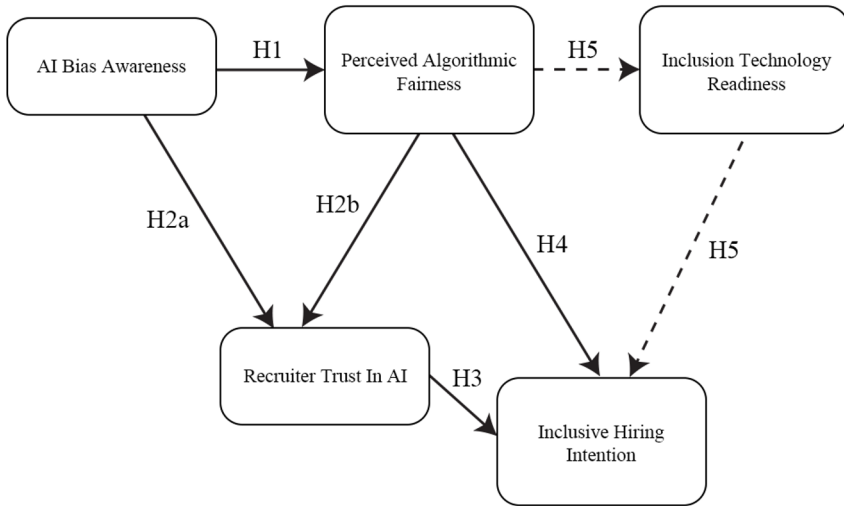 AI Bias Awareness
H1
Perceived Algorithmic
Fairness
H5
Inclusion Technology
Readiness
H2a
H2b
H4
H5
Recruiter Trust In AI
H3
Inclusive Hiring
Intention